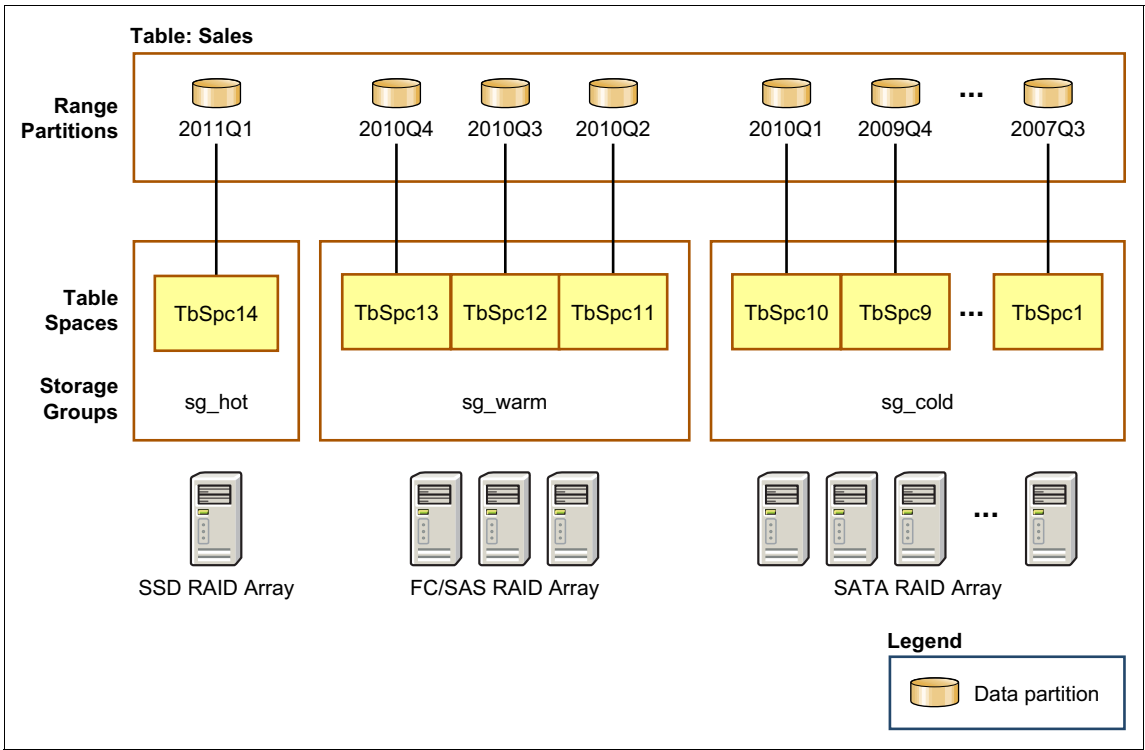 Table: Sales
Range
Partitions
2011Q1 2010Q4 2010Q3 2010Q2 2010Q1 2009Q4 ... 2007Q3
Table
Spaces
TbSpc14 TbSpc13 TbSpc12 TbSpc11 TbSpc10 TbSpc9 ... TbSpc1
Storage
Groups
sg_hot sg_warm sg_cold
...
SSD RAID Array FC/SAS RAID Array SATA RAID Array
Legend
Data partition